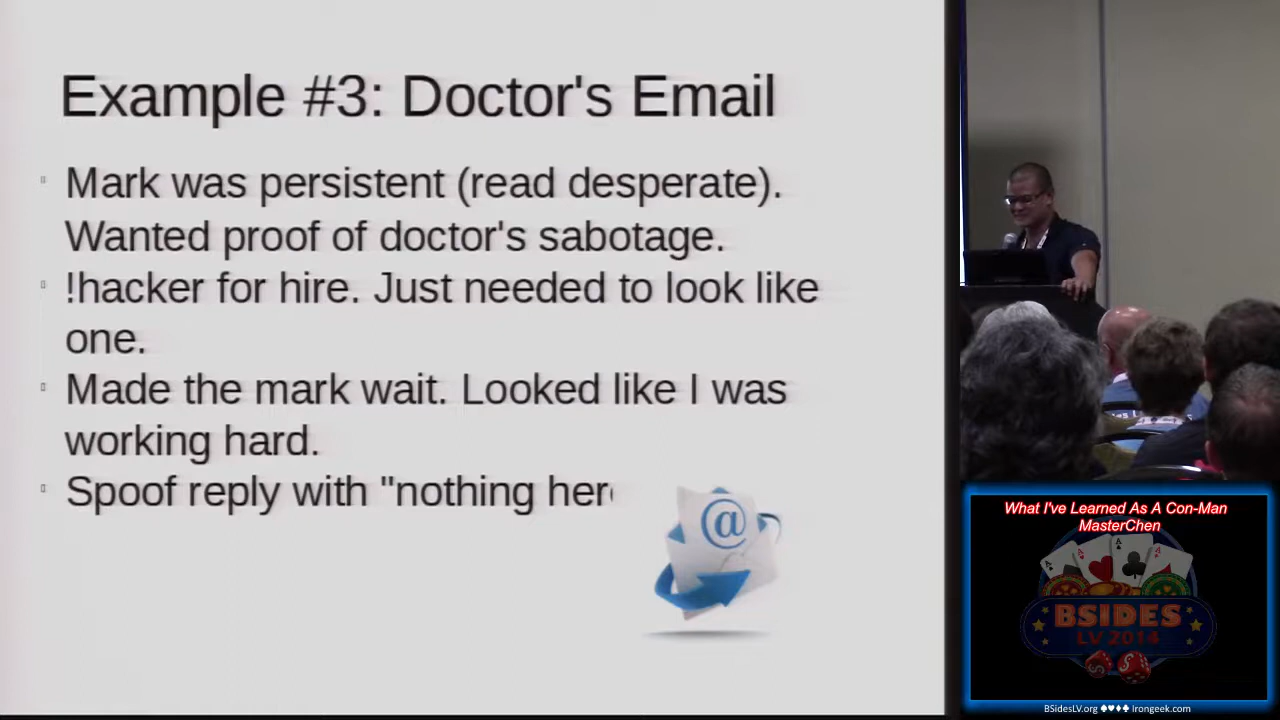 Example #3: Doctor's Email
Mark was persistent (read desperate).
Wanted proof of doctor's sabotage.
!hacker for hire. Just needed to look like
one.
Made the mark wait. Looked like I was
working hard.
Spoof reply with "nothing here
What I've Learned As A Con-Man
MasterChen
BSIDES
LV 2014
BSidesLV.org ♠♥♦♣ Irongeek.com